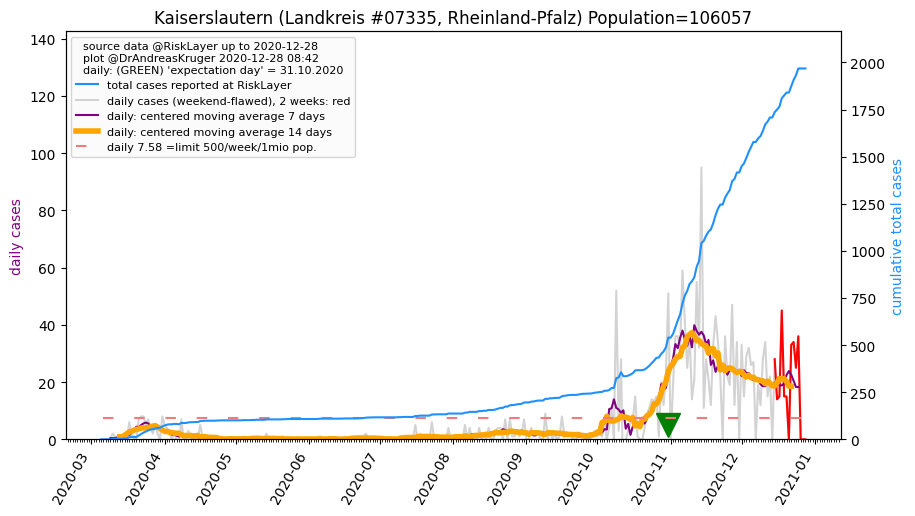 Kaiserslautern (Landkreis #07335, Rheinland-Pfalz) Population=106057
source data @RiskLayer up to 2020-12-28
plot @DrAndreasKruger 2020-12-28 08:42
daily: (GREEN) 'expectation day' = 31.10.2020
total cases reported at RiskLayer
daily cases (weekend-flawed), 2 weeks: red
daily: centered moving average 7 days
daily: centered moving average 14 days
daily 7.58 =limit 500/week/1mio pop.
daily cases
140
120
100
80
60
40
20
0
cumulative total cases
2000
1750
1500
1250
1000
750
500
250
0
2020-03
2020-04
2020-05
2020-06
2020-07
2020-08
2020-09
2020-10
2020-11
2020-12
2021-01